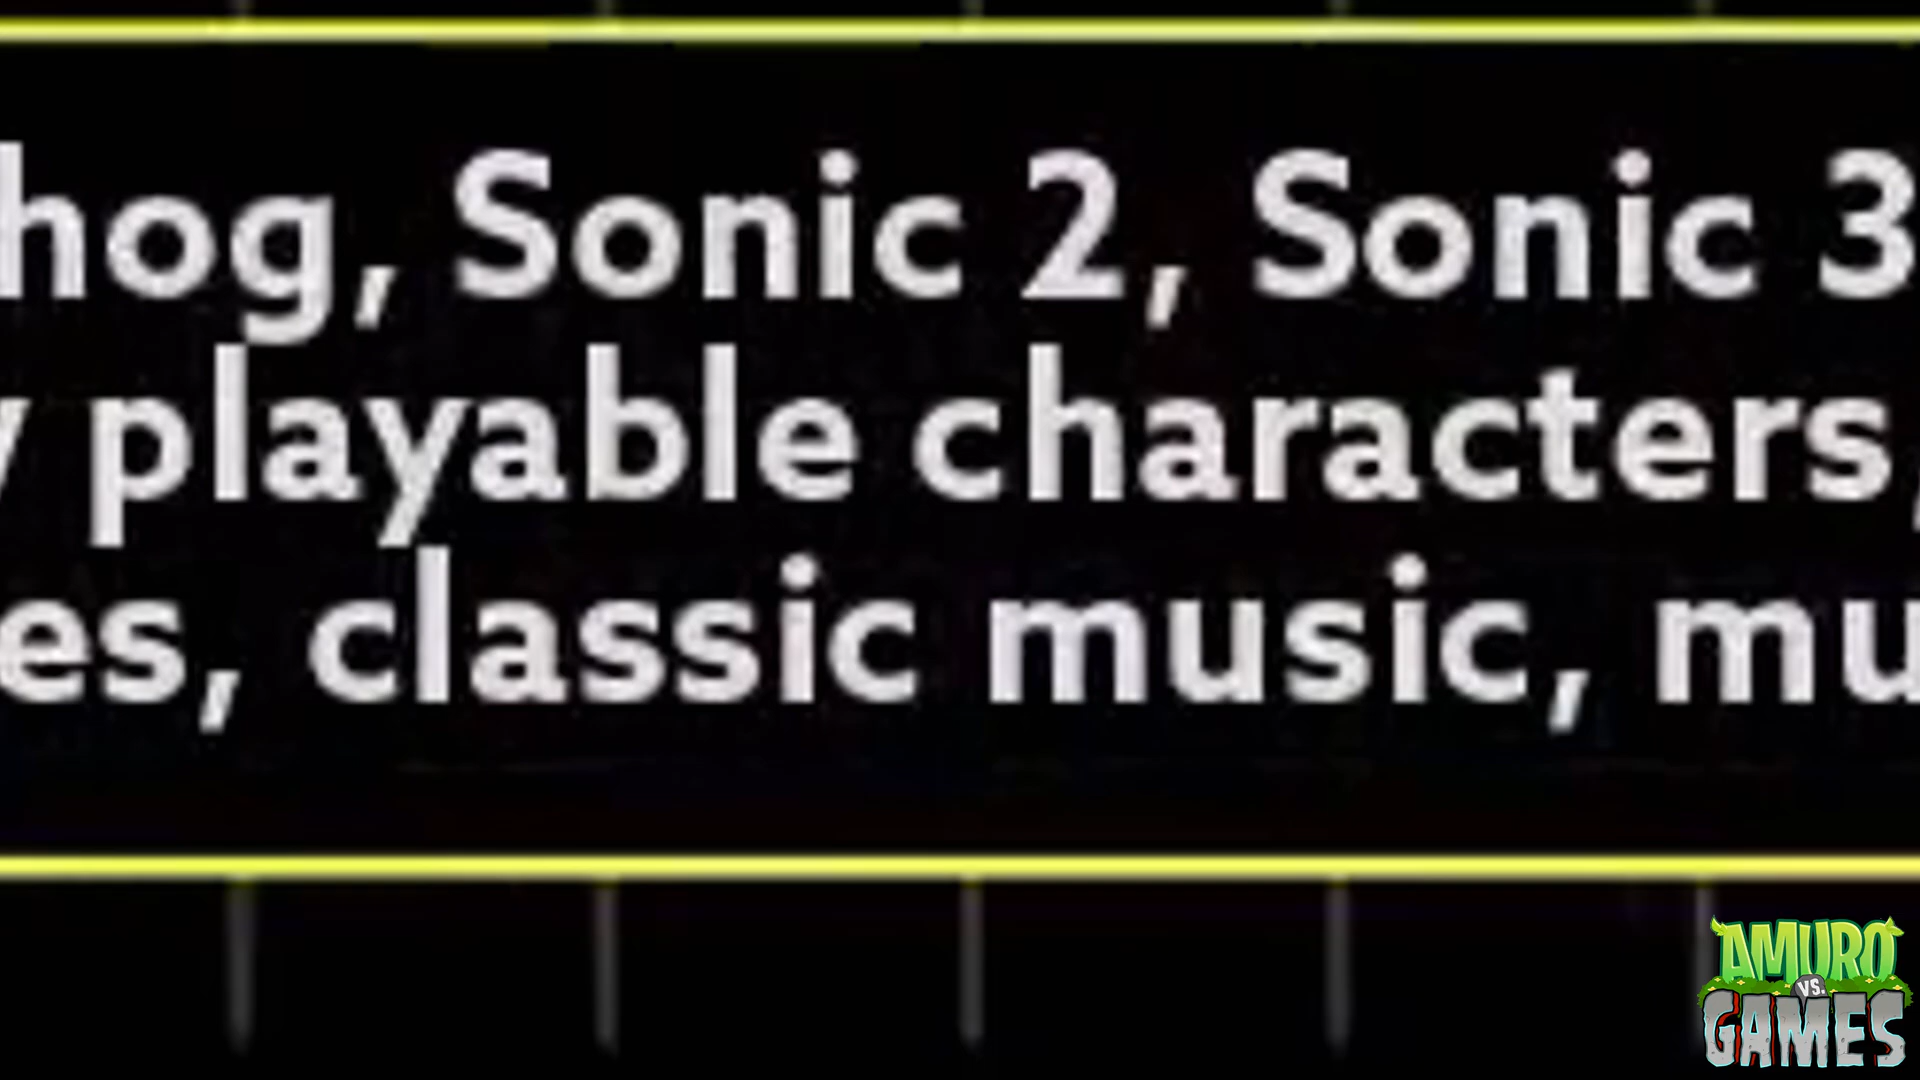 hog, Sonic 2, Sonic 3
y playable characters,
es, classic music, mu
AMURO
VS.
GAMES